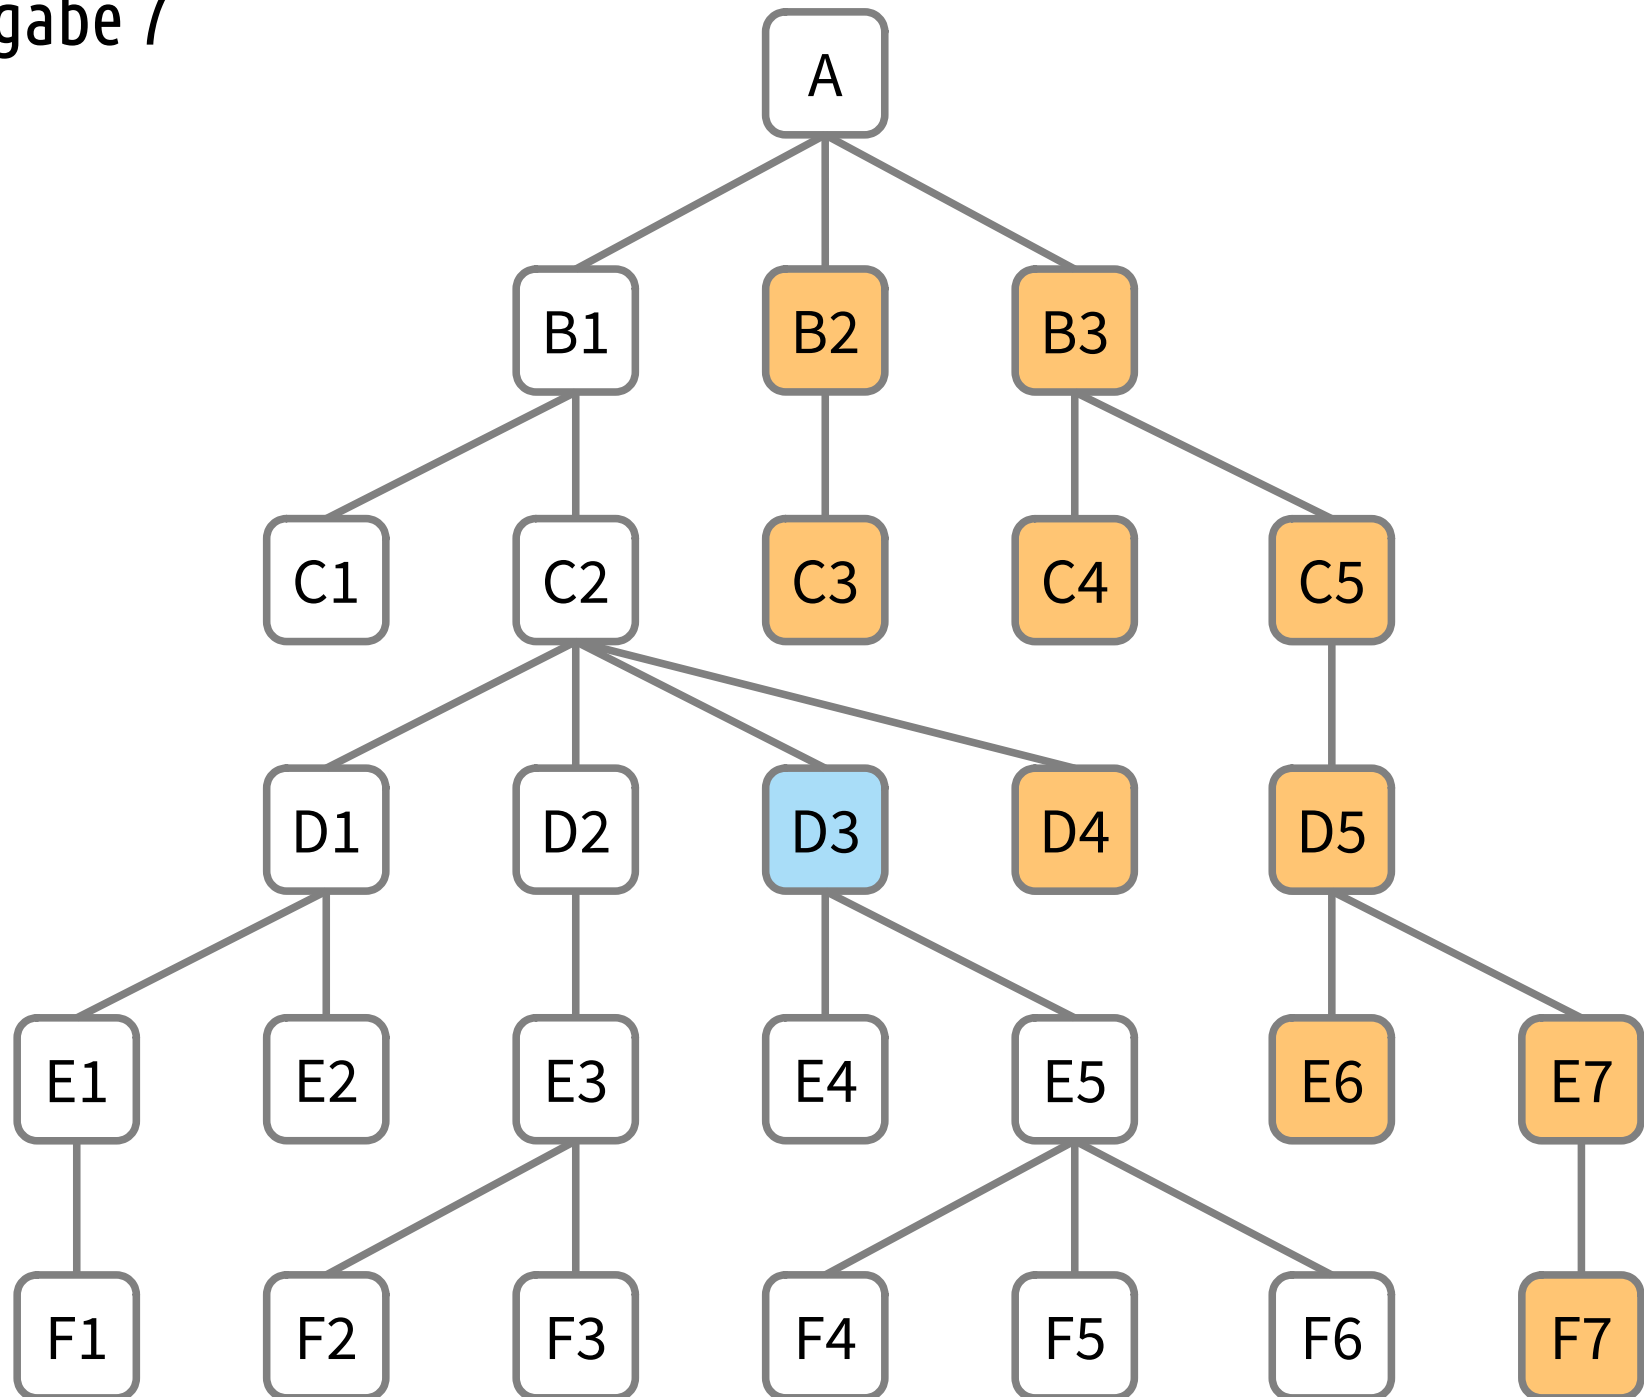 gabe 7
A
B1 B2 B3
C1 C2 C3 C4 C5
D1 D2 D3 D4 D5
E1 E2 E3 E4 E5 E6 E7
F1 F2 F3 F4 F5 F6 F7